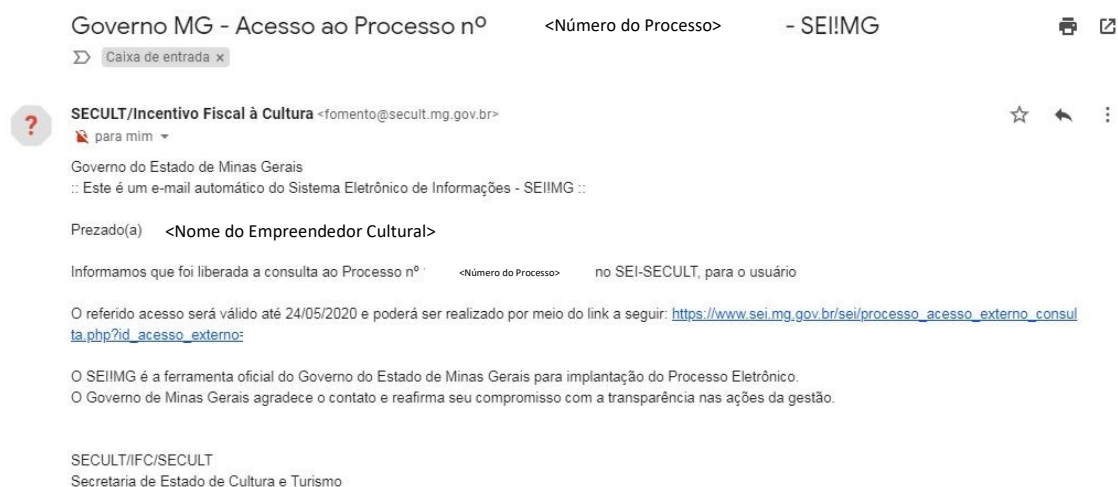 Governo MG - Acesso ao Processo nº <Número do Processo> - SEI!MG
Caixa de entrada x
? SECULT/Incentivo Fiscal à Cultura <fomento@secult.mg.gov.br>
para mim
Governo do Estado de Minas Gerais
:: Este é um e-mail automático do Sistema Eletrônico de Informações - SEI!MG ::
Prezado(a) <Nome do Empreendedor Cultural>
Informamos que foi liberada a consulta ao Processo nº <Número do Processo> no SEI-SECULT, para o usuário
O referido acesso será válido até 24/05/2020 e poderá ser realizado por meio do link a seguir: https://www.sei.mg.gov.br/sei/processo_acesso_externo_consul
ta.php?id_acesso_externo=
O SEI!MG é a ferramenta oficial do Governo do Estado de Minas Gerais para implantação do Processo Eletrônico.
O Governo de Minas Gerais agradece o contato e reafirma seu compromisso com a transparência nas ações da gestão.
SECULT/IFC/SECULT
Secretaria de Estado de Cultura e Turismo